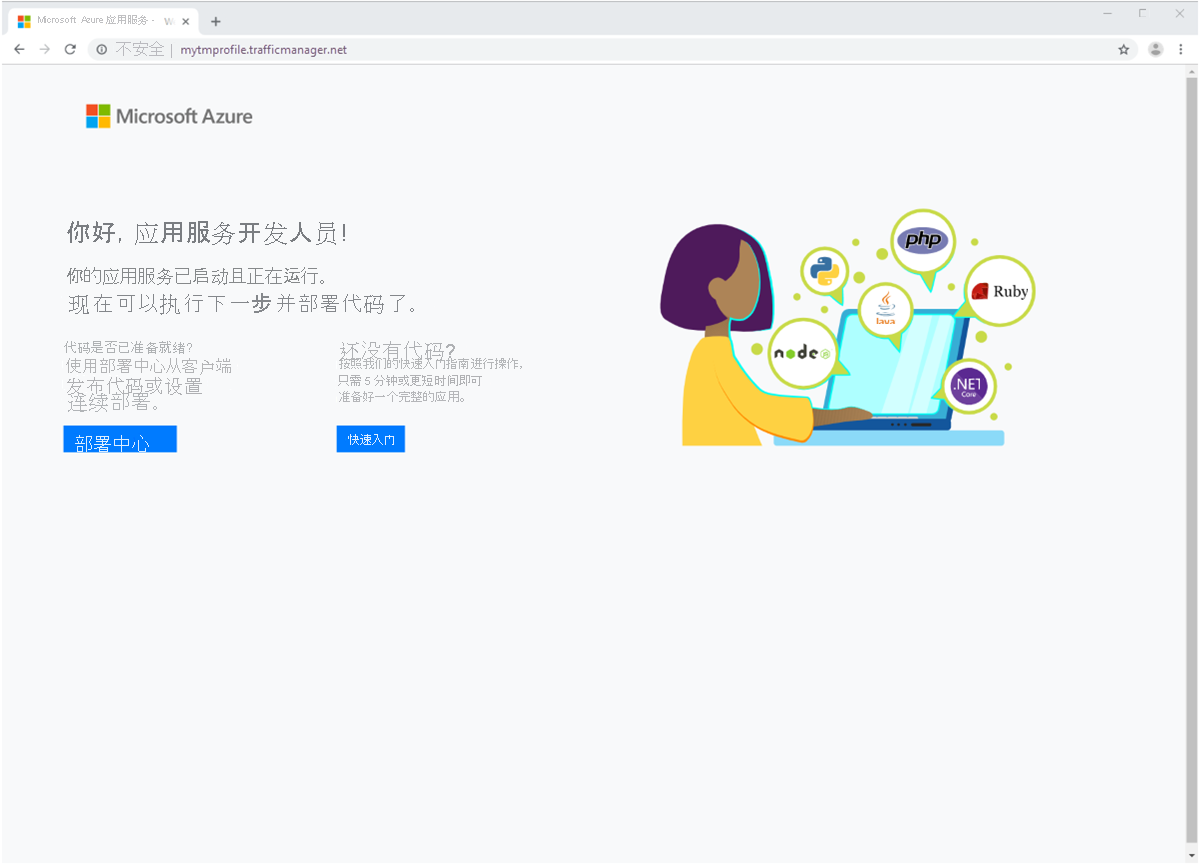 Microsoft Azure 应用服务 - W
不安全 | mytmprofile.trafficmanager.net
Microsoft Azure
你好, 应用服务开发人员!
你的应用服务已启动且正在运行。
现在可以执行下一步并部署代码了。
代码是否已准备就绪?
使用部署中心从客户端
发布代码或设置
连续部署。
部署中心
还没有代码?
按照我们的快速入门指南进行操作,
只需 5 分钟或更短时间即可
准备好一个完整的应用。
快速入门
php
Java
Ruby
node
JS
.NET
Core